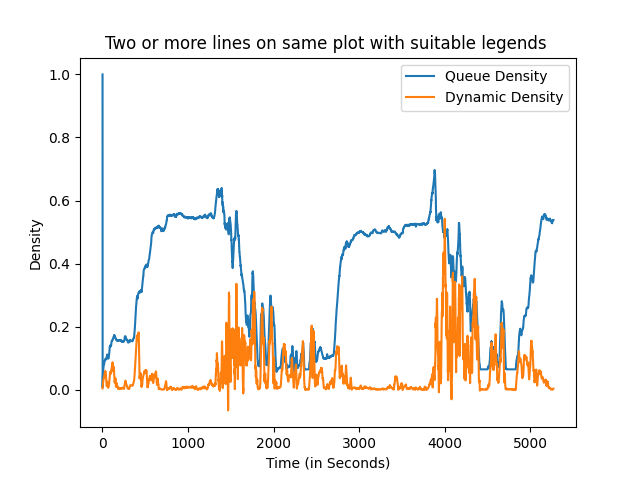 Two or more lines on same plot with suitable legends
Queue Density
Dynamic Density
Density
1.0
0.8
0.6
0.4
0.2
0.0
0 1000 2000 3000 4000 5000
Time (in Seconds)